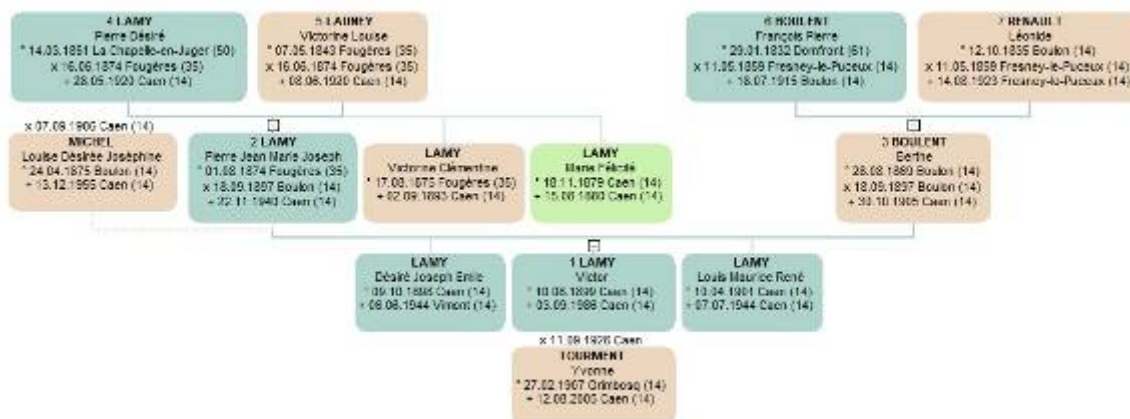 4 LAMY
Pierre Désiré
* 14.03.1851 La Chapelle-en-Juger (50)
x 16.06.1874 Fougères (35)
+ 28.05.1920 Caen (14)
5 LAUNEY
Victorine Louise
* 07.05.1843 Fougères (35)
x 16.06.1874 Fougères (35)
+ 08.06.1920 Caen (14)
6 BOULENT
François Pierre
* 29.01.1832 Domfront (61)
x 11.05.1859 Fresney-le-Puceux (14)
+ 18.07.1915 Boulon (14)
7 RENAULT
Léonide
* 12.10.1835 Boulon (14)
x 11.05.1859 Fresney-le-Puceux (14)
+ 14.08.1923 Fresney-le-Puceux (14)
x 07.09.1906 Caen (14)
MICHEL
Louise Désirée Joséphine
* 24.04.1875 Boulon (14)
+ 13.12.1955 Caen (14)
2 LAMY
Pierre Jean Marie Joseph
* 01.08.1874 Fougères (35)
x 18.09.1897 Boulon (14)
+ 22.11.1940 Caen (14)
LAMY
Victorine Clémentine
* 17.08.1875 Fougères (35)
+ 02.09.1893 Caen (14)
LAMY
Marie Félicité
* 18.11.1879 Caen (14)
+ 15.08.1880 Caen (14)
3 BOULENT
Berthe
* 28.08.1869 Boulon (14)
x 18.09.1897 Boulon (14)
+ 30.10.1905 Caen (14)
LAMY
Désiré Joseph Emile
* 09.10.1898 Caen (14)
+ 08.06.1944 Vimont (14)
1 LAMY
Victor
* 10.08.1899 Caen (14)
+ 03.09.1986 Caen (14)
LAMY
Louis Maurice René
* 10.04.1901 Caen (14)
+ 07.07.1944 Caen (14)
x 11.09.1926 Caen
TOURMENT
Yvonne
* 27.02.1907 Grimbosq (14)
+ 12.08.2005 Caen (14)